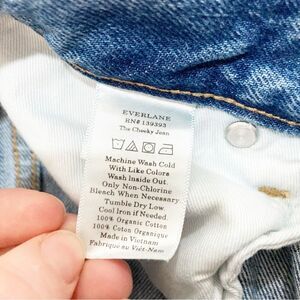 EVERLANE
RN# 139393
The Cheeky Jean
Machine Wash Cold
With Like Colors
Wash Inside Out
Only Non-Chlorine
Bleach When Necessary
Tumble Dry Low
Cool Iron if Needed
100% Organic Cotton
100% Coton Organique
Made in Vietnam
Fabriqué au Viêt-Nam